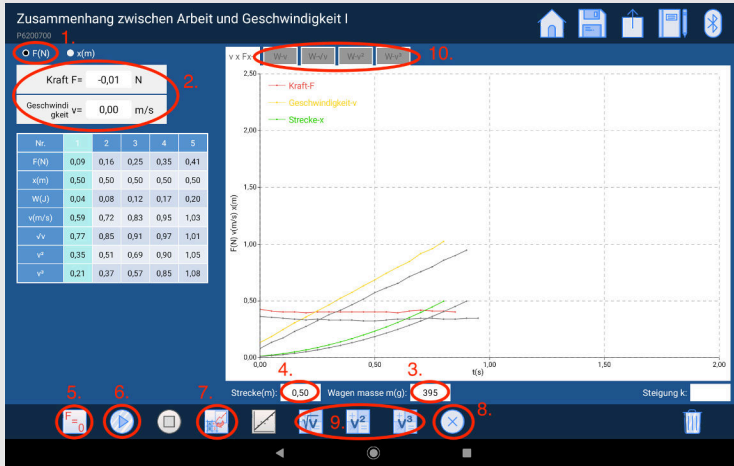 Zusammenhang zwischen Arbeit und Geschwindigkeit I
P6200700
F(N) x(m)
1.
Kraft F= -0,01 N
2.
Geschwindi
gkeit v= 0,00 m/s
Nr. 1 2 3 4 5
F(N) 0,09 0,16 0,25 0,35 0,41
x(m) 0,50 0,50 0,50 0,50 0,50
W(J) 0,04 0,08 0,12 0,17 0,20
v(m/s) 0,59 0,72 0,83 0,95 1,03
√v 0,77 0,85 0,91 0,97 1,01
v² 0,35 0,51 0,69 0,90 1,05
v³ 0,21 0,37 0,57 0,85 1,08
v x Fx W-v W-√v W-v² W-v³ 10.
2,50
2,00
1,50
1,00
0,50
0,00
F(N) v(m/s) x(m)
Kraft-F
Geschwindigkeit-v
Strecke-x
0,00 0,50 1,00 1,50 2,00
t(s)
4. 3.
Strecke(m): 0,50 Wagen masse m(g): 395 Steigung k:
5. 6. 7. 8.
F=0 √v 9. v² v³